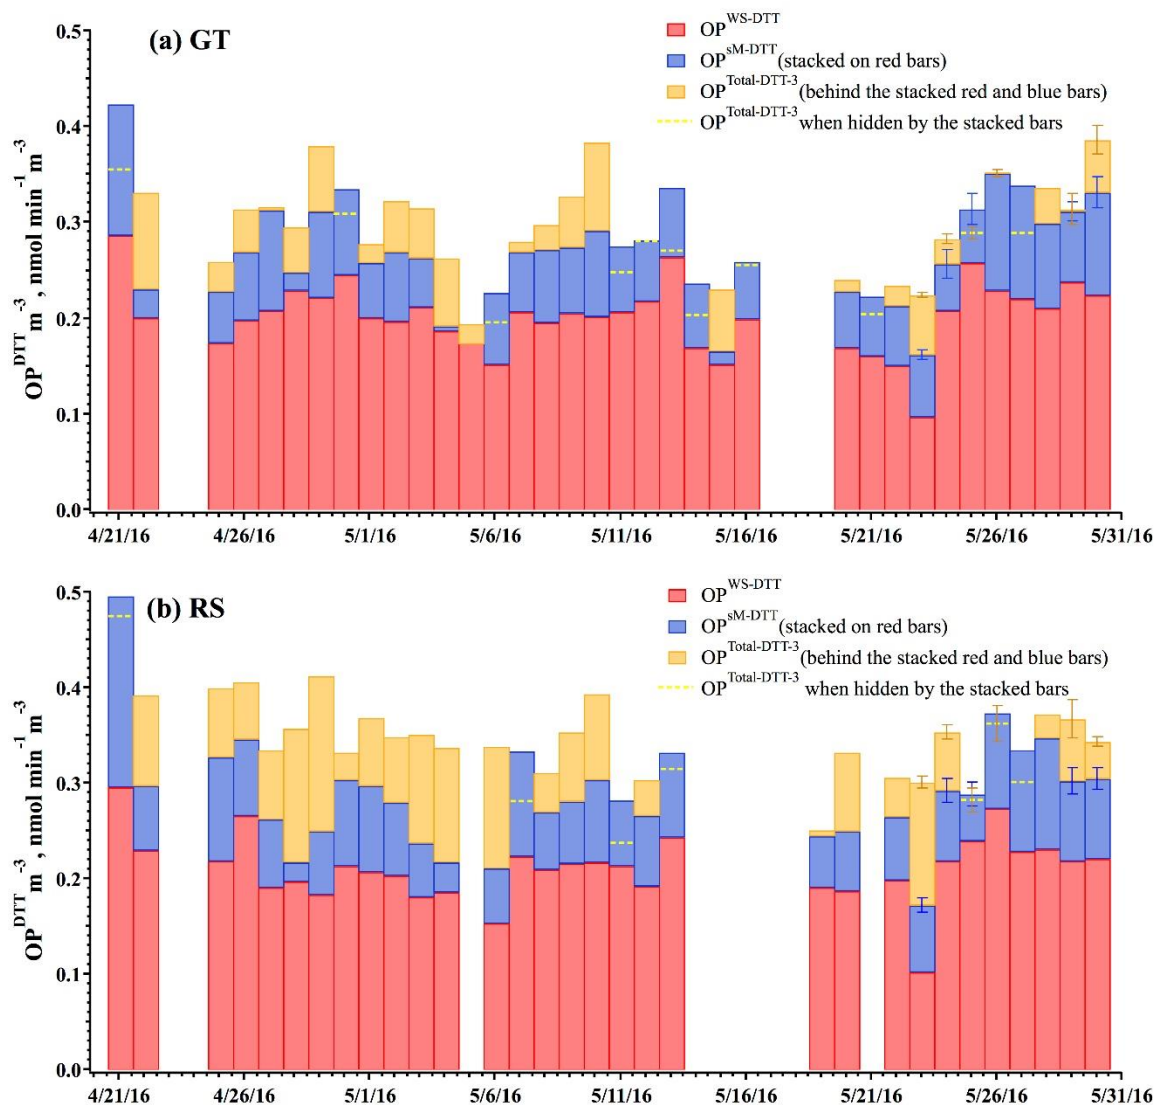 (a) GT
OP^WS-DTT
OP^sM-DTT (stacked on red bars)
OP^Total-DTT-3 (behind the stacked red and blue bars)
OP^Total-DTT-3 when hidden by the stacked bars
OP^DTT m^-3, nmol min^-1 m^-3
0.5
0.4
0.3
0.2
0.1
0.0
4/21/16 4/26/16 5/1/16 5/6/16 5/11/16 5/16/16 5/21/16 5/26/16 5/31/16
(b) RS
OP^WS-DTT
OP^sM-DTT (stacked on red bars)
OP^Total-DTT-3 (behind the stacked red and blue bars)
OP^Total-DTT-3 when hidden by the stacked bars
OP^DTT m^-3, nmol min^-1 m^-3
0.5
0.4
0.3
0.2
0.1
0.0
4/21/16 4/26/16 5/1/16 5/6/16 5/11/16 5/16/16 5/21/16 5/26/16 5/31/16